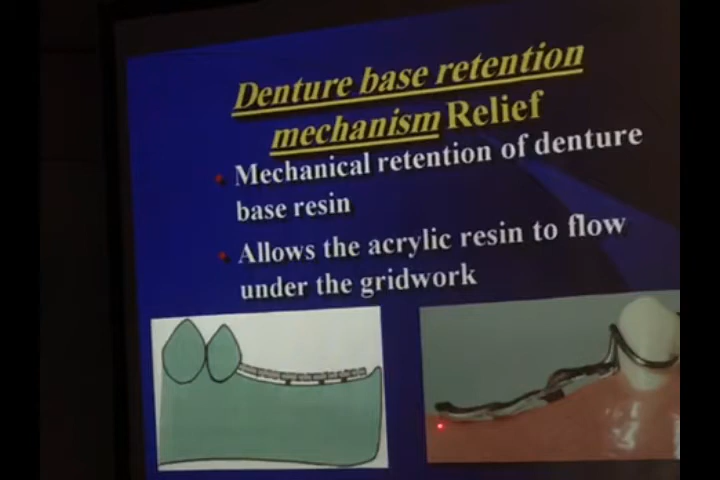 Denture base retention
mechanism Relief
• Mechanical retention of denture
base resin
• Allows the acrylic resin to flow
under the gridwork